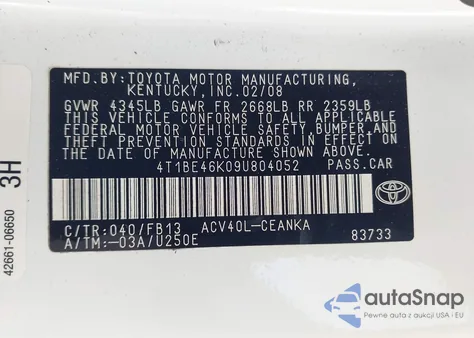 MFD.BY: TOYOTA MOTOR MANUFACTURING,
KENTUCKY, INC. 02/08
GVWR 4345LB GAWR FR 2668LB RR 2359LB
THIS VEHICLE CONFORMS TO ALL APPLICABLE
FEDERAL MOTOR VEHICLE SAFETY, BUMPER, AND
THEFT PREVENTION STANDARDS IN EFFECT ON
THE DATE OF MANUFACTURE SHOWN ABOVE.
4T1BE46K09U804052 PASS.CAR
C/TR:040/FB13 ACV40L-CEANKA
A/TM:-03A/U250E 83733
TOYOTA
42661-06650 3H
autoSnap
Pewne auta z aukcji USA i EU